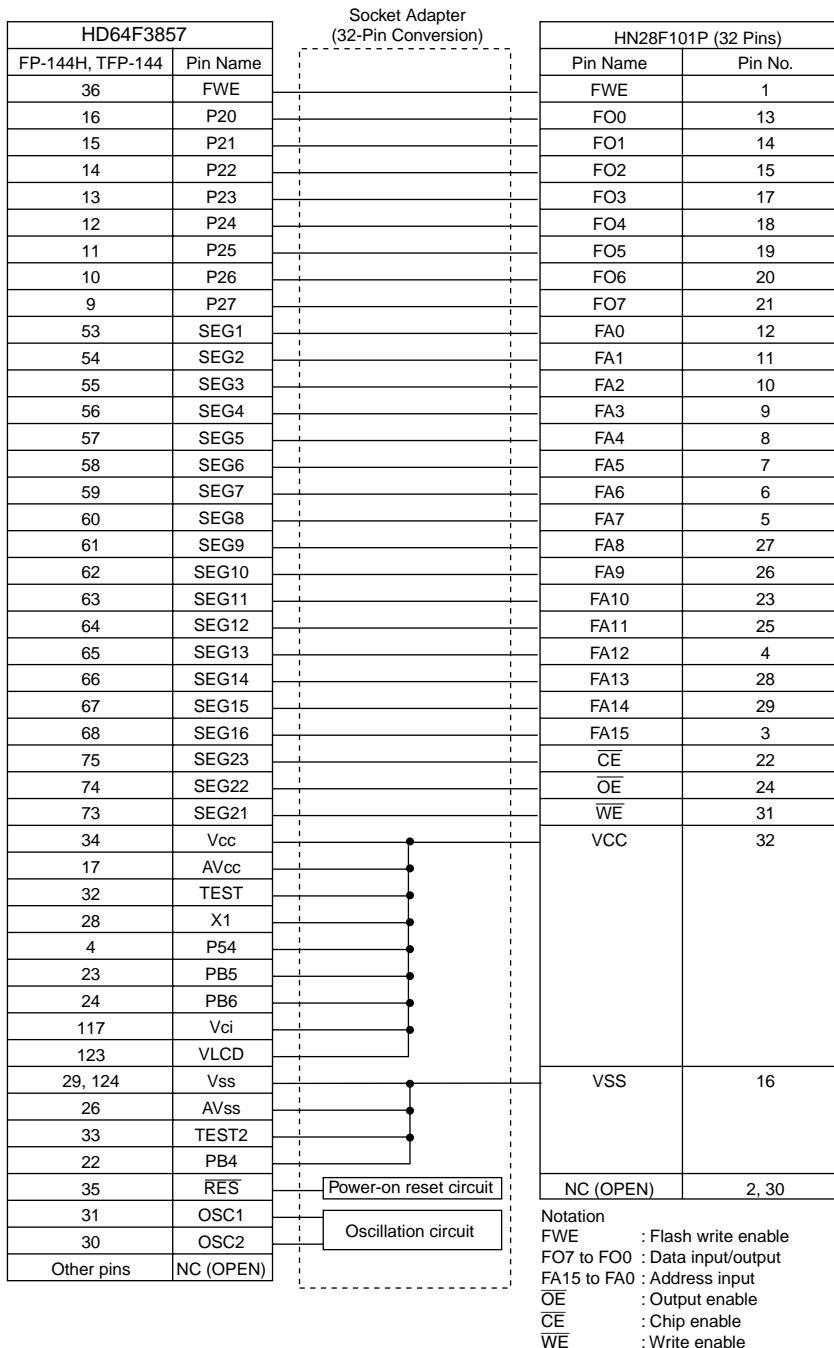 Socket Adapter
(32-Pin Conversion)
HD64F3857 HN28F101P (32 Pins)
FP-144H, TFP-144 Pin Name Pin Name Pin No.
36 FWE FWE 1
16 P20 FO0 13
15 P21 FO1 14
14 P22 FO2 15
13 P23 FO3 17
12 P24 FO4 18
11 P25 FO5 19
10 P26 FO6 20
9 P27 FO7 21
53 SEG1 FA0 12
54 SEG2 FA1 11
55 SEG3 FA2 10
56 SEG4 FA3 9
57 SEG5 FA4 8
58 SEG6 FA5 7
59 SEG7 FA6 6
60 SEG8 FA7 5
61 SEG9 FA8 27
62 SEG10 FA9 26
63 SEG11 FA10 23
64 SEG12 FA11 25
65 SEG13 FA12 4
66 SEG14 FA13 28
67 SEG15 FA14 29
68 SEG16 FA15 3
75 SEG23 C̅E̅ 22
74 SEG22 O̅E̅ 24
73 SEG21 W̅E̅ 31
34 Vcc VCC 32
17 AVcc
32 TEST
28 X1
4 P54
23 PB5
24 PB6
117 Vci
123 VLCD
29, 124 Vss VSS 16
26 AVss
33 TEST2
22 PB4
35 R̅E̅S̅ Power-on reset circuit NC (OPEN) 2, 30
31 OSC1 Oscillation circuit
30 OSC2
Other pins NC (OPEN)
Notation
FWE : Flash write enable
FO7 to FO0 : Data input/output
FA15 to FA0 : Address input
O̅E̅ : Output enable
C̅E̅ : Chip enable
W̅E̅ : Write enable